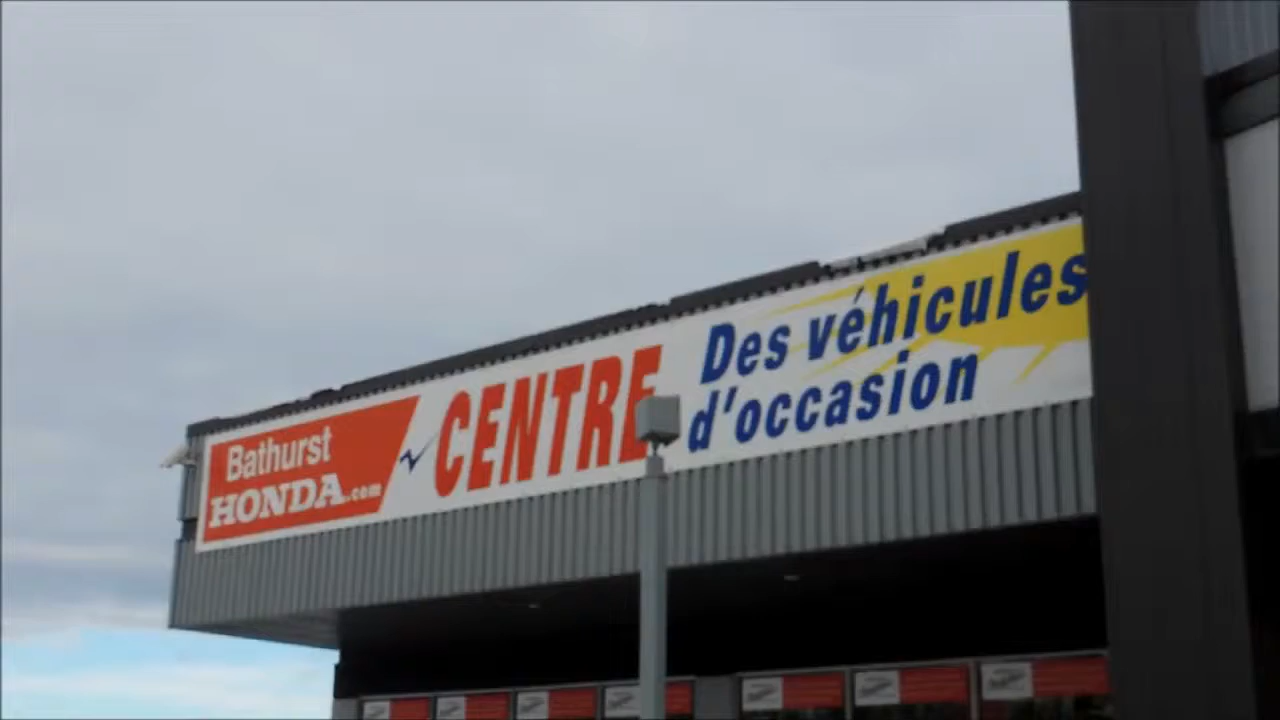 Bathurst
HONDA.com
CENTRE
Des véhicules
d'occasion